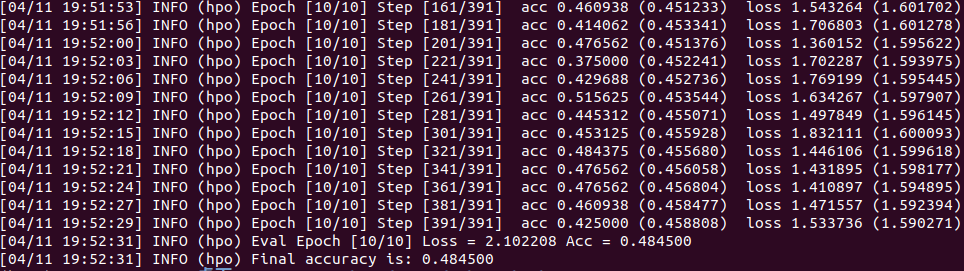 [04/11 19:51:53] INFO (hpo) Epoch [10/10] Step [161/391] acc 0.460938 (0.451233) loss 1.543264 (1.601702)
[04/11 19:51:56] INFO (hpo) Epoch [10/10] Step [181/391] acc 0.414062 (0.453341) loss 1.706803 (1.601278)
[04/11 19:52:00] INFO (hpo) Epoch [10/10] Step [201/391] acc 0.476562 (0.451376) loss 1.360152 (1.595622)
[04/11 19:52:03] INFO (hpo) Epoch [10/10] Step [221/391] acc 0.375000 (0.452241) loss 1.702287 (1.593975)
[04/11 19:52:06] INFO (hpo) Epoch [10/10] Step [241/391] acc 0.429688 (0.452736) loss 1.769199 (1.595445)
[04/11 19:52:09] INFO (hpo) Epoch [10/10] Step [261/391] acc 0.515625 (0.453544) loss 1.634267 (1.597907)
[04/11 19:52:12] INFO (hpo) Epoch [10/10] Step [281/391] acc 0.445312 (0.455071) loss 1.497849 (1.596145)
[04/11 19:52:15] INFO (hpo) Epoch [10/10] Step [301/391] acc 0.453125 (0.455928) loss 1.832111 (1.600093)
[04/11 19:52:18] INFO (hpo) Epoch [10/10] Step [321/391] acc 0.484375 (0.455680) loss 1.446106 (1.599618)
[04/11 19:52:21] INFO (hpo) Epoch [10/10] Step [341/391] acc 0.476562 (0.456058) loss 1.431895 (1.598177)
[04/11 19:52:24] INFO (hpo) Epoch [10/10] Step [361/391] acc 0.476562 (0.456804) loss 1.410897 (1.594895)
[04/11 19:52:27] INFO (hpo) Epoch [10/10] Step [381/391] acc 0.460938 (0.458477) loss 1.471557 (1.592394)
[04/11 19:52:29] INFO (hpo) Epoch [10/10] Step [391/391] acc 0.425000 (0.458808) loss 1.533736 (1.590271)
[04/11 19:52:31] INFO (hpo) Eval Epoch [10/10] Loss = 2.102208 Acc = 0.484500
[04/11 19:52:31] INFO (hpo) Final accuracy is: 0.484500